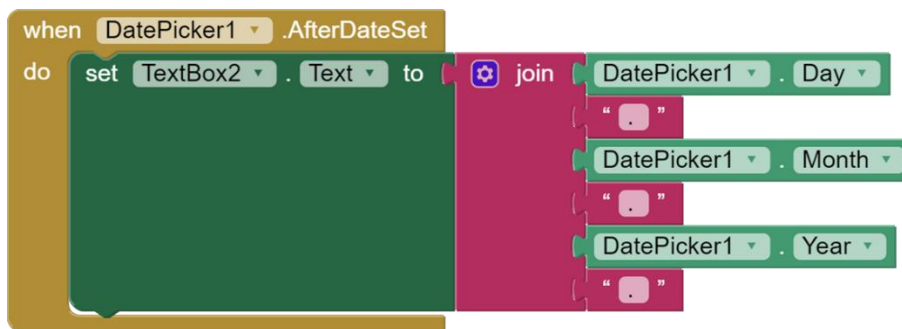 when DatePicker1 .AfterDateSet
do set TextBox2 . Text to join DatePicker1 . Day
“ . ”
DatePicker1 . Month
“ . ”
DatePicker1 . Year
“ . ”